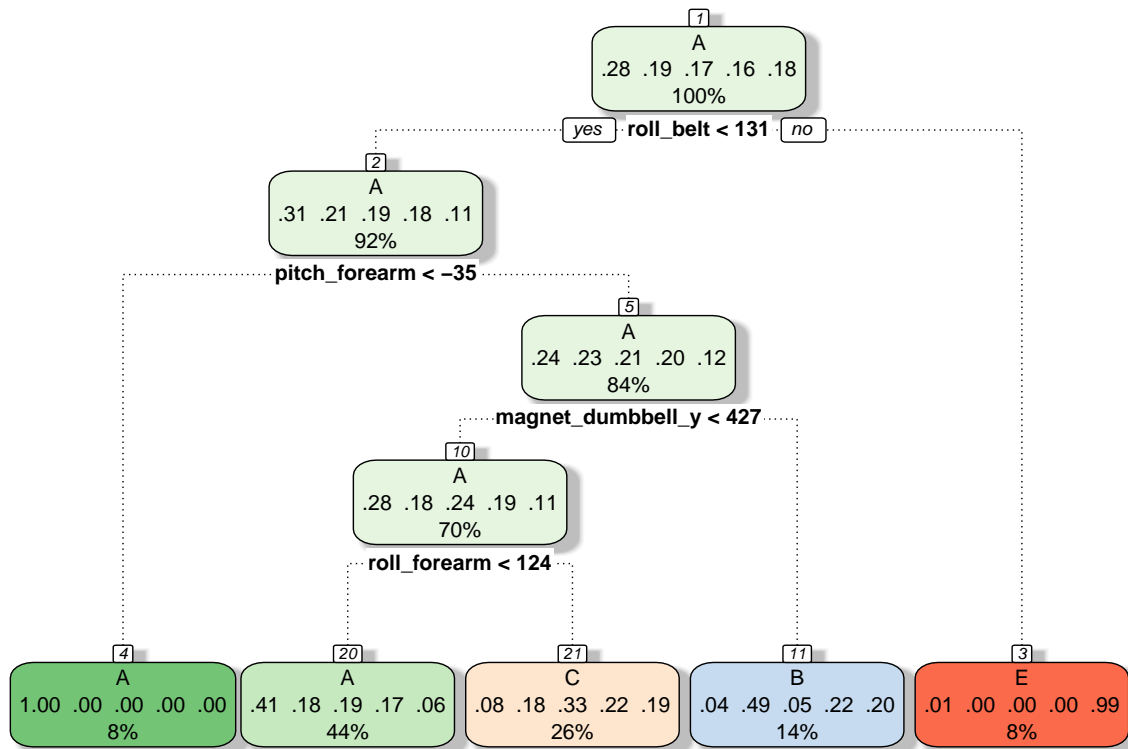 1
A
.28 .19 .17 .16 .18
100%
yes roll_belt < 131 no
2
A
.31 .21 .19 .18 .11
92%
pitch_forearm < −35
5
A
.24 .23 .21 .20 .12
84%
magnet_dumbbell_y < 427
10
A
.28 .18 .24 .19 .11
70%
roll_forearm < 124
4
A
1.00 .00 .00 .00 .00
8%
20
A
.41 .18 .19 .17 .06
44%
21
C
.08 .18 .33 .22 .19
26%
11
B
.04 .49 .05 .22 .20
14%
3
E
.01 .00 .00 .00 .99
8%